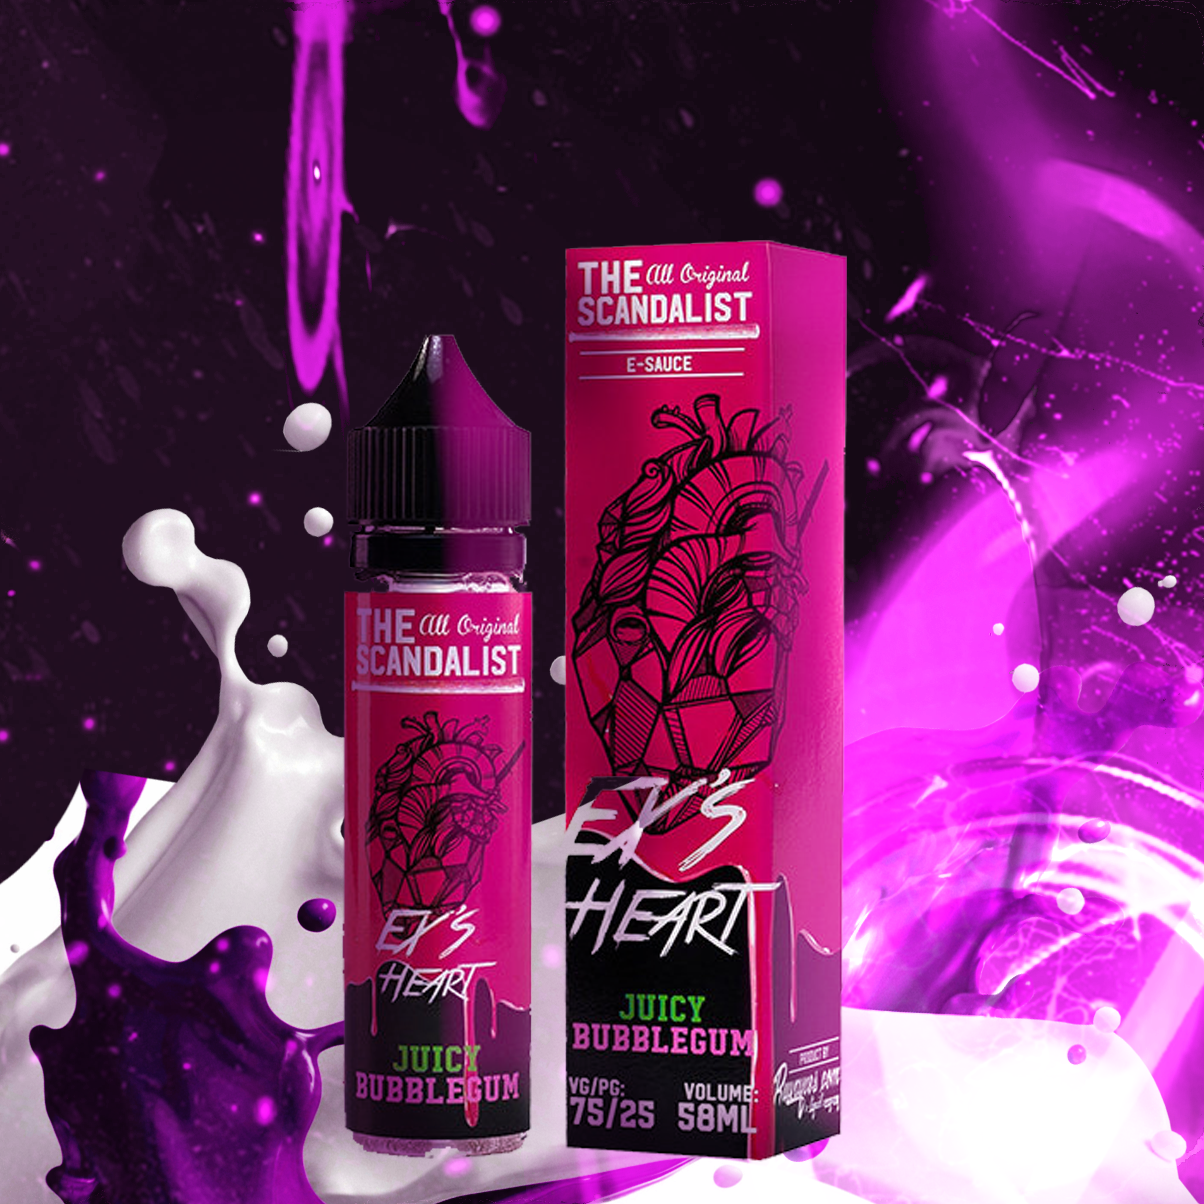 THE All Original
SCANDALIST
E-SAUCE
EX'S
HEART
JUICY
BUBBLEGUM
VG/PG: VOLUME:
75/25 58ML
PRODUCT BY
THE All Original
SCANDALIST
EX'S
HEART
JUICY
BUBBLEGUM